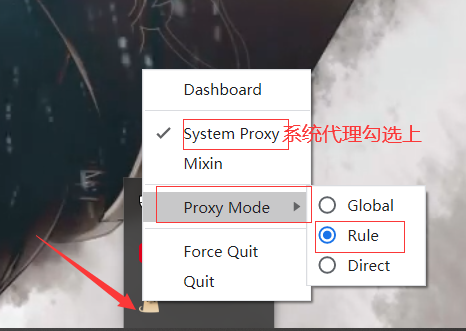 Dashboard
System Proxy 系统代理勾选上
Mixin
Proxy Mode
Global
Rule
Direct
Force Quit
Quit